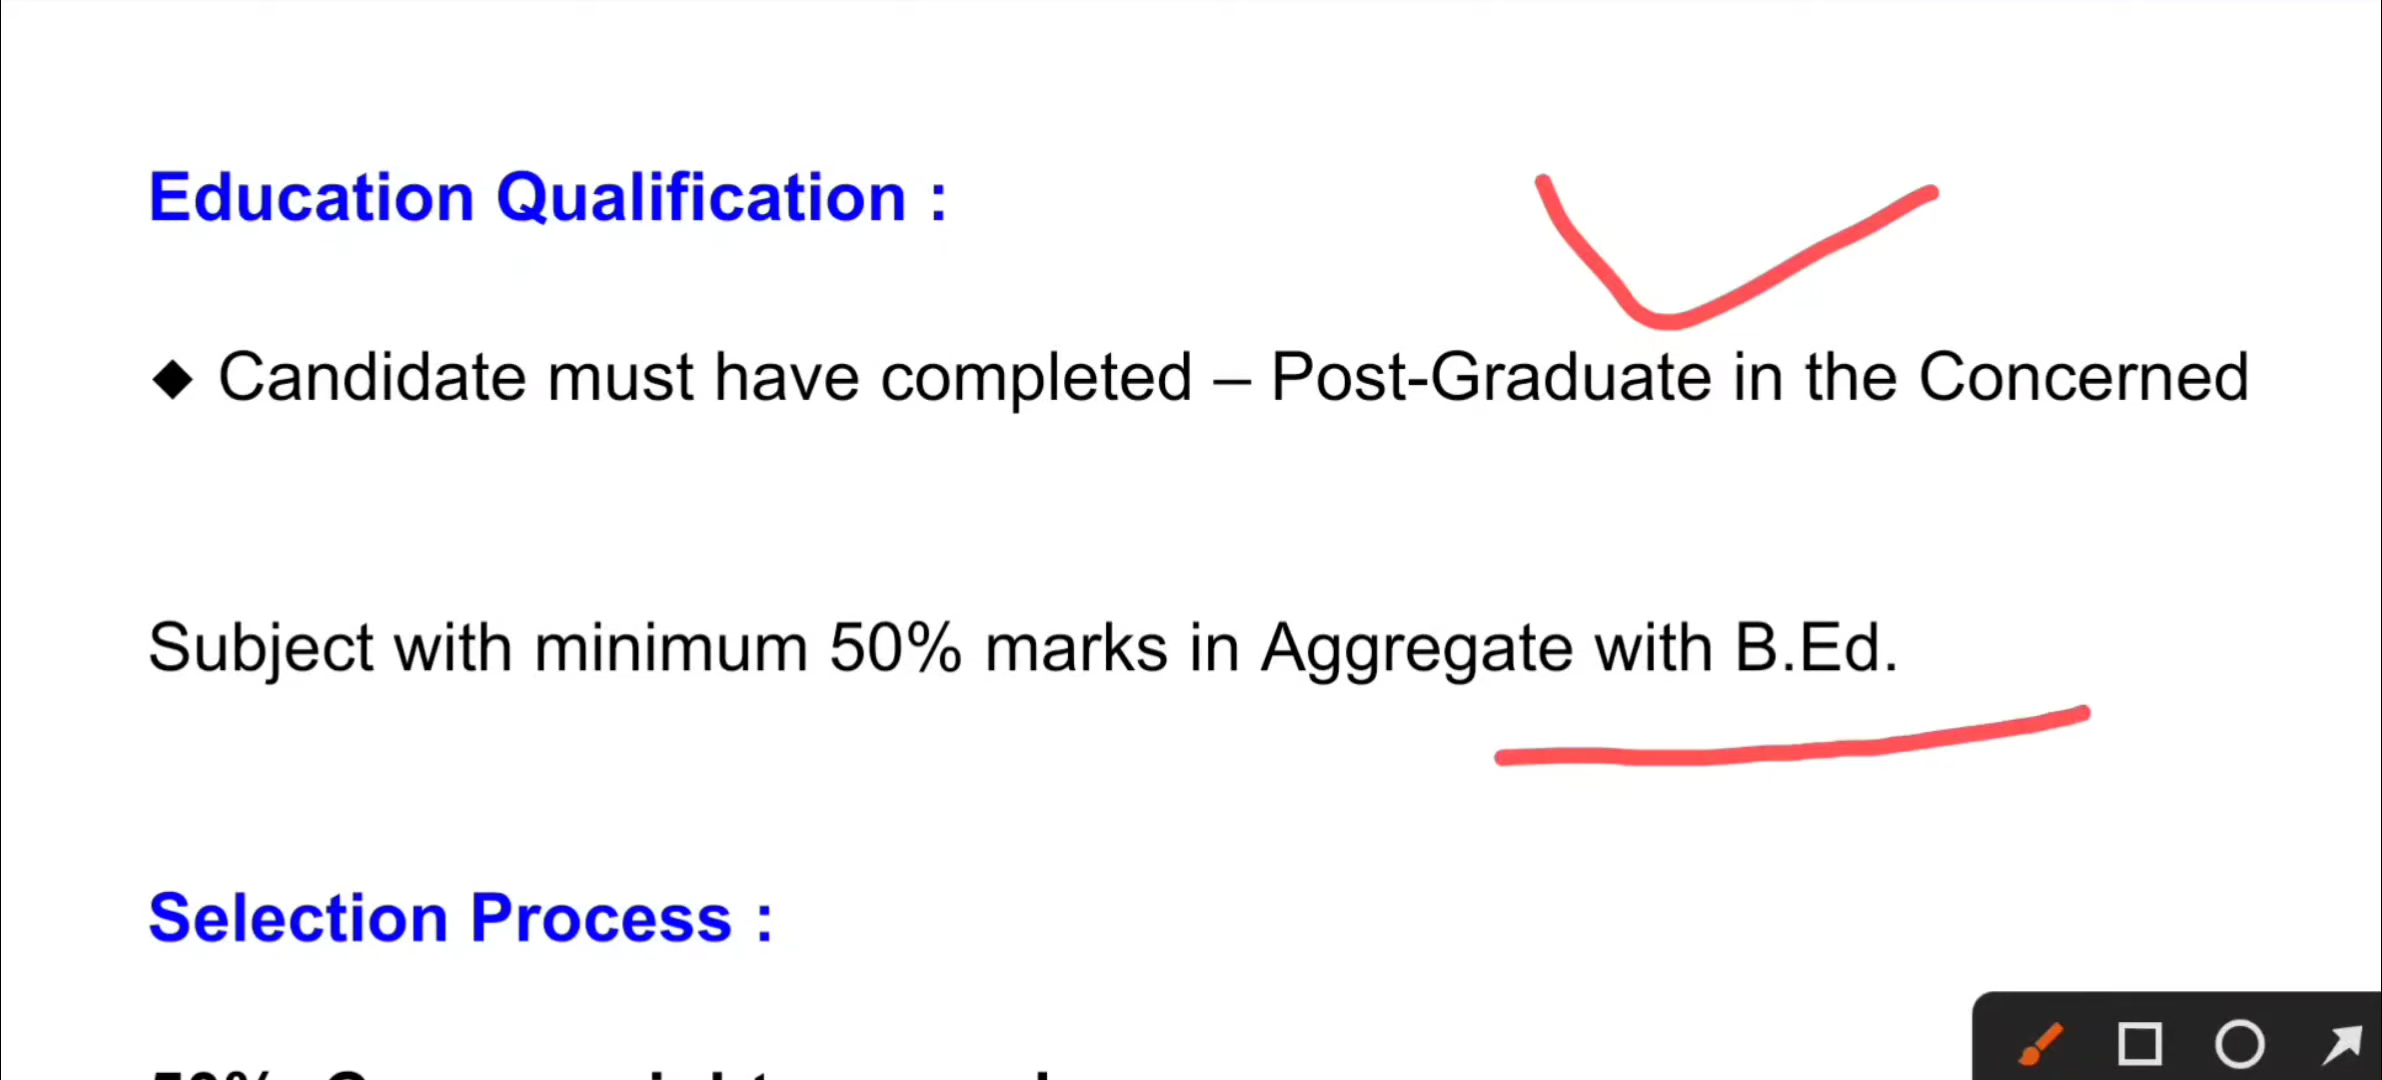 Education Qualification :
◆ Candidate must have completed – Post-Graduate in the Concerned
Subject with minimum 50% marks in Aggregate with B.Ed.
Selection Process :